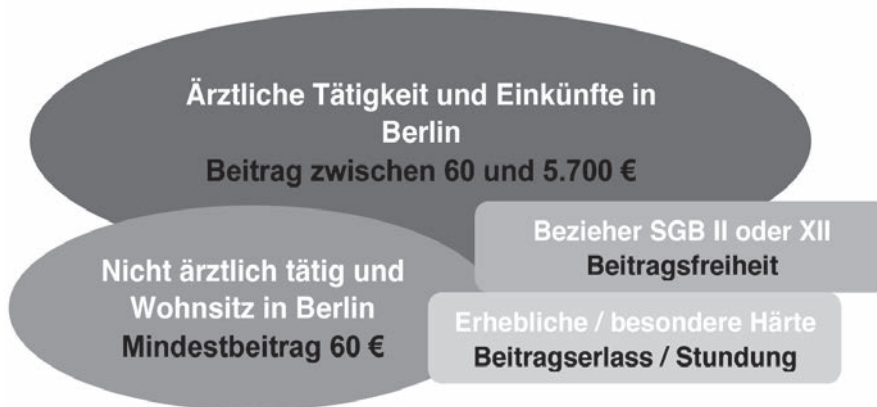 Ärztliche Tätigkeit und Einkünfte in
Berlin
Beitrag zwischen 60 und 5.700 €
Bezieher SGB II oder XII
Beitragsfreiheit
Nicht ärztlich tätig und
Wohnsitz in Berlin
Mindestbeitrag 60 €
Erhebliche / besondere Härte
Beitragserlass / Stundung